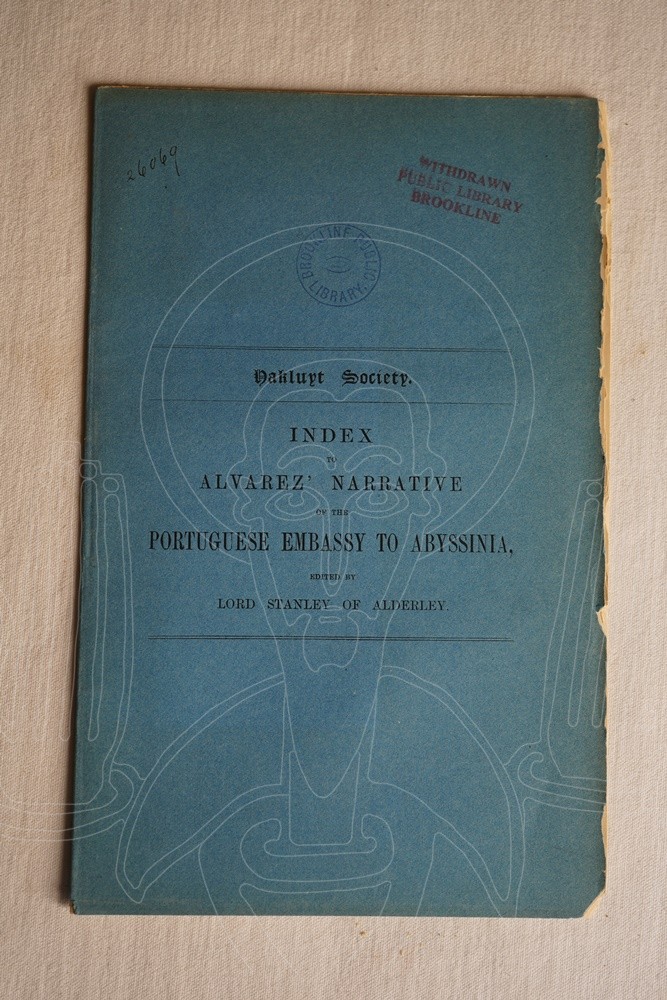 26069
WITHDRAWN
PUBLIC LIBRARY
BROOKLINE
BROOKLINE PUBLIC
LIBRARY.
Hakluyt Society.
INDEX
TO
ALVAREZ' NARRATIVE
OF THE
PORTUGUESE EMBASSY TO ABYSSINIA,
EDITED BY
LORD STANLEY OF ALDERLEY.